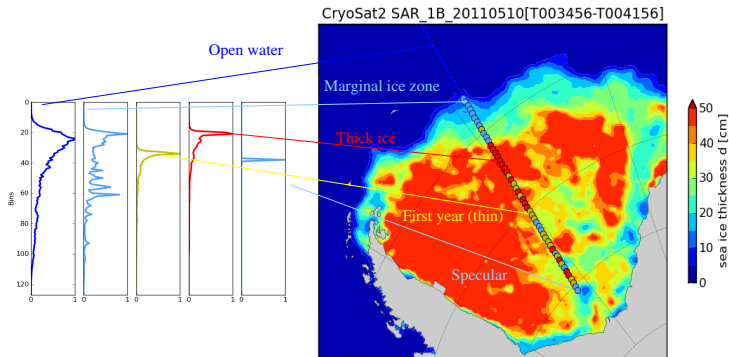 CryoSat2 SAR_1B_20110510[T003456-T004156]
Open water
Marginal ice zone
Thick ice
First year (thin)
Specular
Bins
0
20
40
60
80
100
120
0 1
0 1
0 1
0 1
0 1
50
40
30
20
10
0
sea ice thickness d [cm]